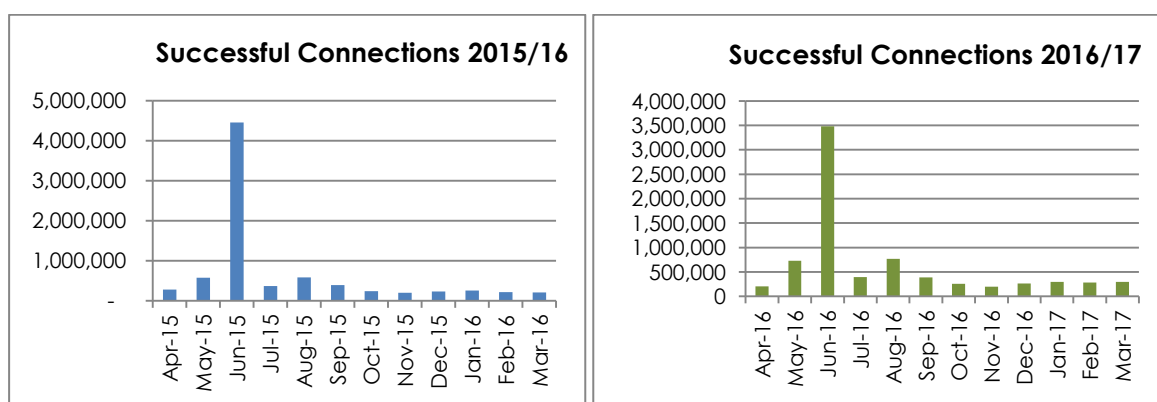 Successful Connections 2015/16
5,000,000
4,000,000
3,000,000
2,000,000
1,000,000
-
Apr-15
May-15
Jun-15
Jul-15
Aug-15
Sep-15
Oct-15
Nov-15
Dec-15
Jan-16
Feb-16
Mar-16
Successful Connections 2016/17
4,000,000
3,500,000
3,000,000
2,500,000
2,000,000
1,500,000
1,000,000
500,000
0
Apr-16
May-16
Jun-16
Jul-16
Aug-16
Sep-16
Oct-16
Nov-16
Dec-16
Jan-17
Feb-17
Mar-17